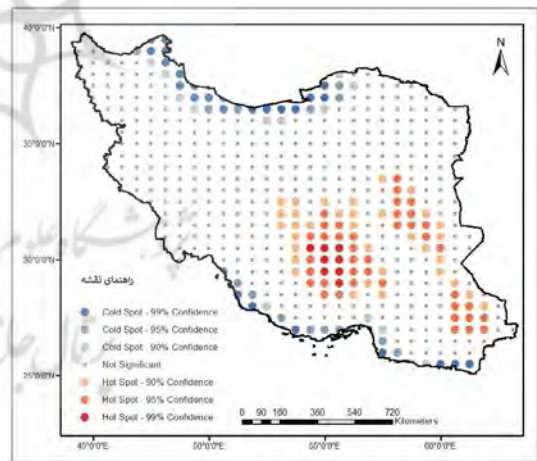 40°0'0"N
35°0'0"N
30°0'0"N
25°0'0"N
N
راهنمای نقشه
Cold Spot - 99% Confidence
Cold Spot - 95% Confidence
Cold Spot - 90% Confidence
Not Significant
Hot Spot - 90% Confidence
Hot Spot - 95% Confidence
Hot Spot - 99% Confidence
0 90 180 360 540 720
Kilometers
45°0'0"E 50°0'0"E 55°0'0"E 60°0'0"E